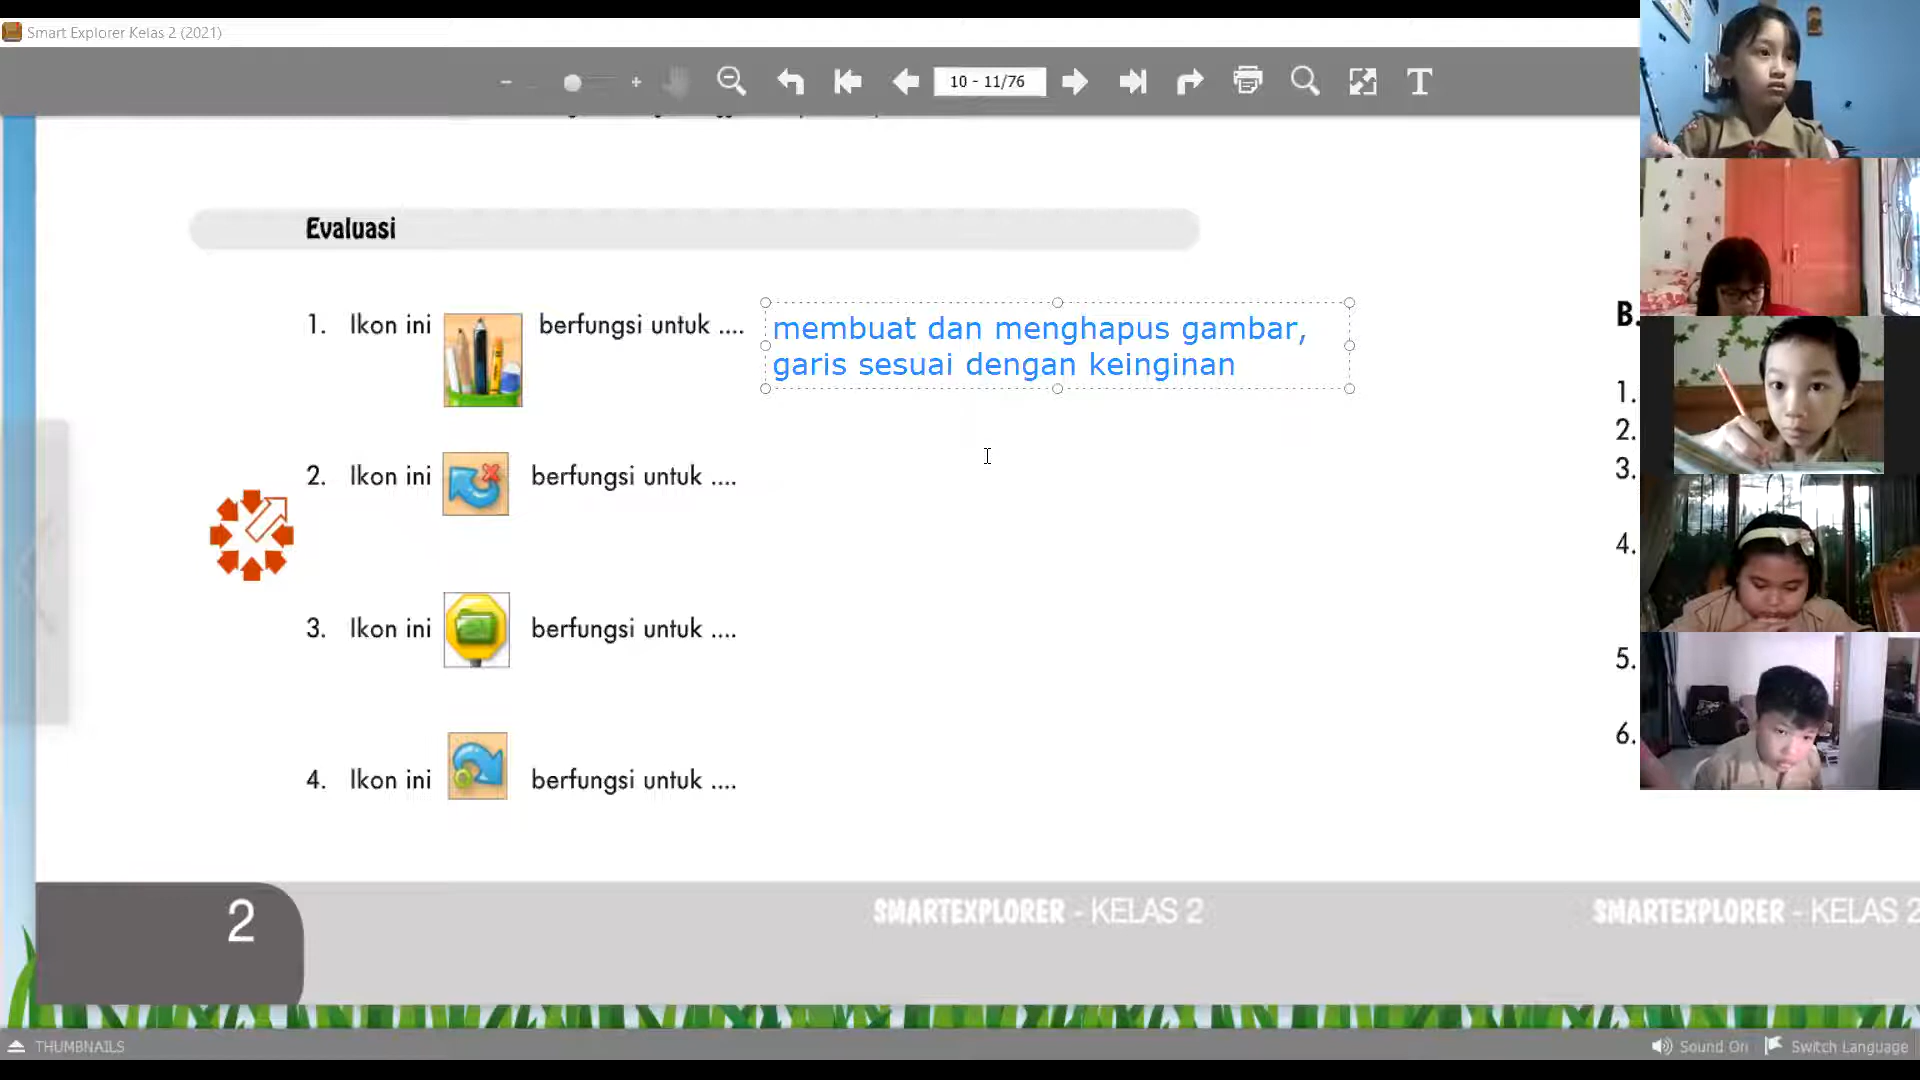 Smart Explorer Kelas 2 (2021)
10 - 11/76
Evaluasi
1. Ikon ini berfungsi untuk ....
membuat dan menghapus gambar,
garis sesuai dengan keinginan
2. Ikon ini berfungsi untuk ....
3. Ikon ini berfungsi untuk ....
4. Ikon ini berfungsi untuk ....
B.
1.
2.
3.
4.
5.
6.
2
SMARTEXPLORER - KELAS 2
SMARTEXPLORER - KELAS 2
THUMBNAILS
Sound On
Switch Language